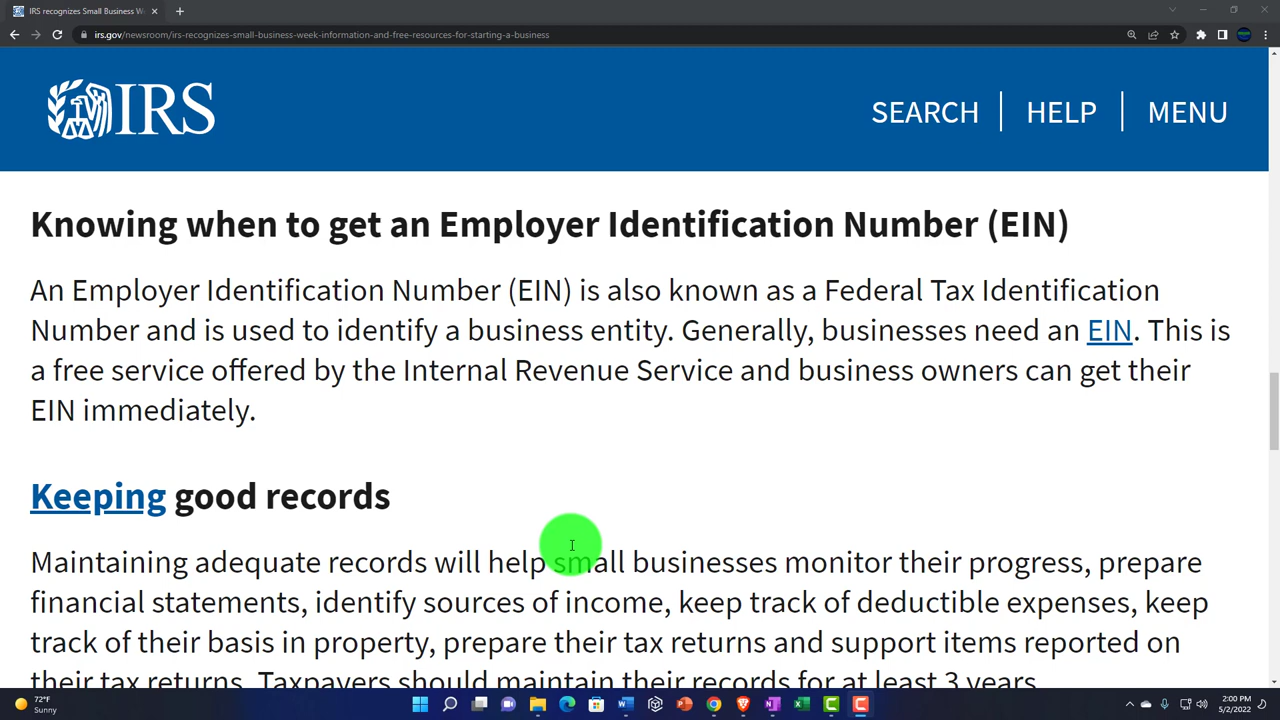 IRS recognizes Small Business W
irs.gov/newsroom/irs-recognizes-small-business-week-information-and-free-resources-for-starting-a-business
IRS
SEARCH
HELP
MENU
Knowing when to get an Employer Identification Number (EIN)
An Employer Identification Number (EIN) is also known as a Federal Tax Identification
Number and is used to identify a business entity. Generally, businesses need an EIN. This is
a free service offered by the Internal Revenue Service and business owners can get their
EIN immediately.
Keeping good records
Maintaining adequate records will help small businesses monitor their progress, prepare
financial statements, identify sources of income, keep track of deductible expenses, keep
track of their basis in property, prepare their tax returns and support items reported on
their tax returns. Taxpayers should maintain their records for at least 3 years
72°F
Sunny
2:00 PM
5/2/2022